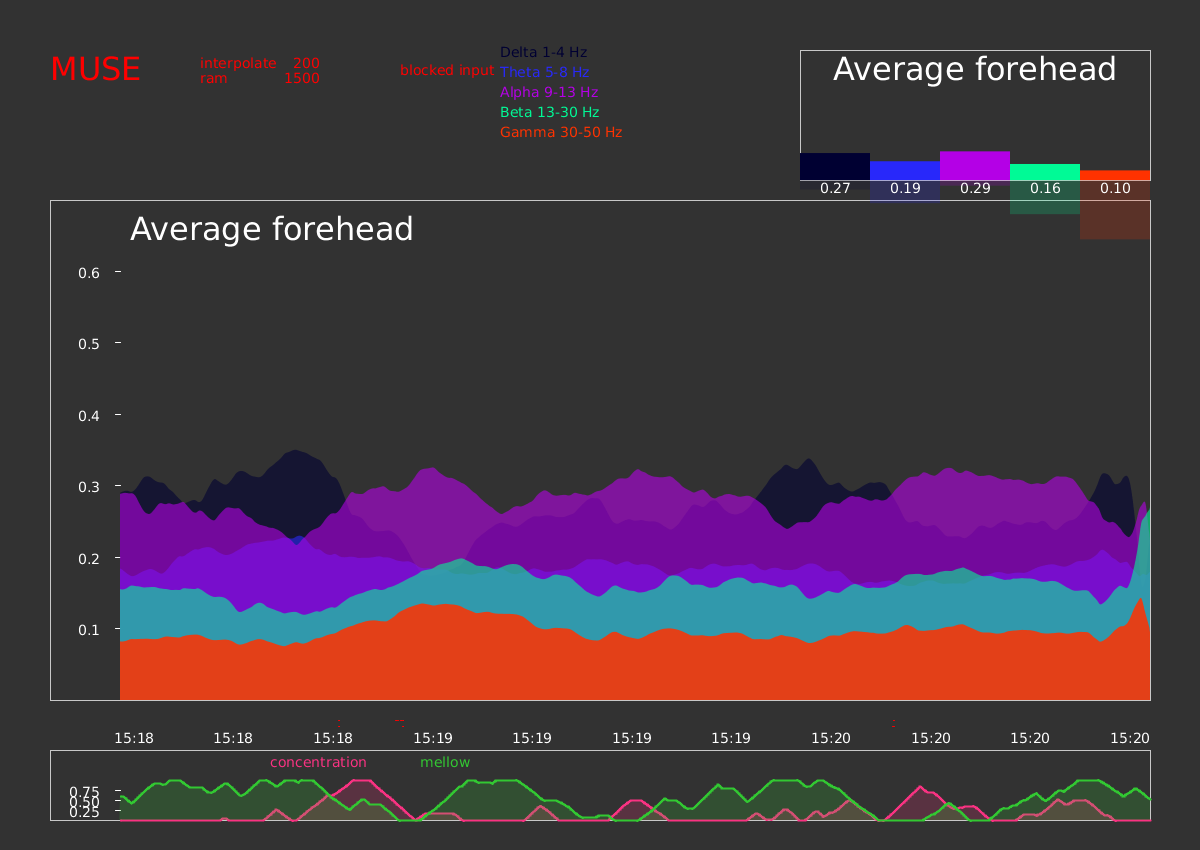 MUSE
interpolate 200
ram 1500
blocked input
Delta 1-4 Hz
Theta 5-8 Hz
Alpha 9-13 Hz
Beta 13-30 Hz
Gamma 30-50 Hz
Average forehead
0.27 0.19 0.29 0.16 0.10
Average forehead
0.6
0.5
0.4
0.3
0.2
0.1
15:18 15:18 15:18 15:19 15:19 15:19 15:19 15:20 15:20 15:20 15:20
concentration mellow
0.75
0.50
0.25